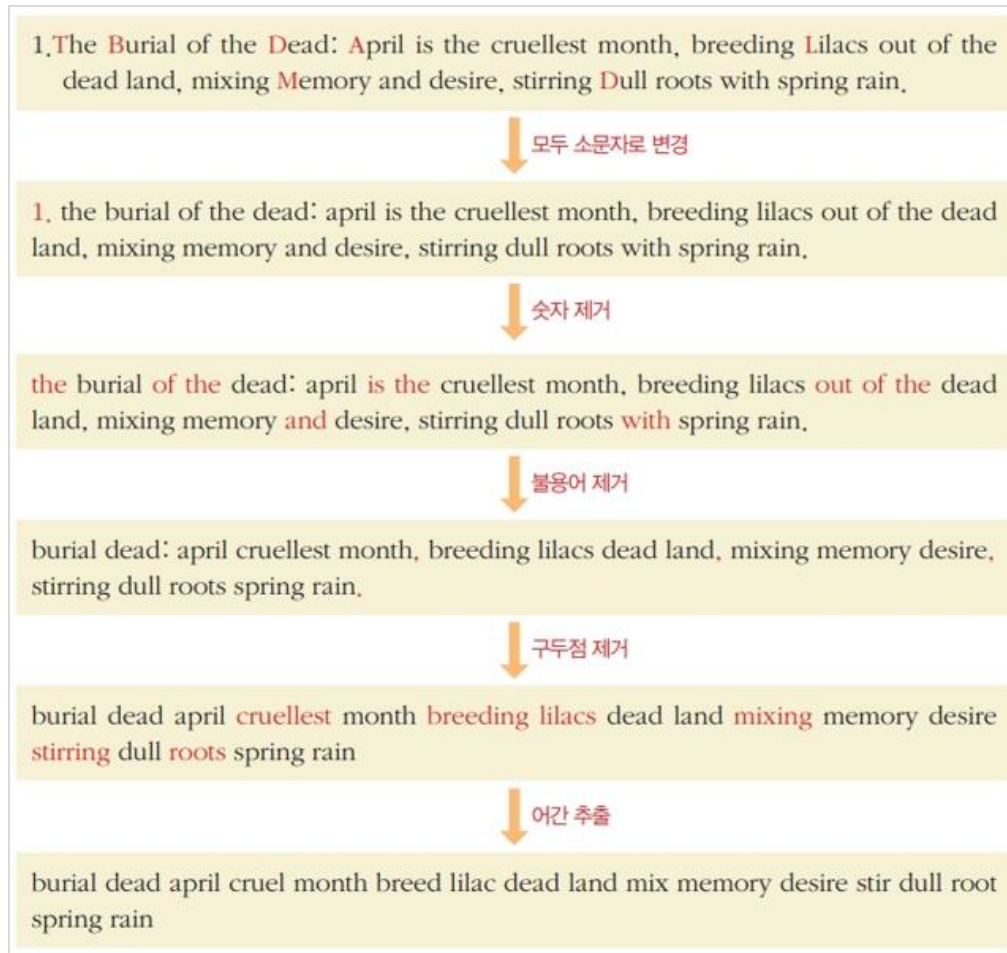 1.The Burial of the Dead: April is the cruellest month, breeding Lilacs out of the
dead land, mixing Memory and desire, stirring Dull roots with spring rain.
모두 소문자로 변경
1. the burial of the dead: april is the cruellest month, breeding lilacs out of the dead
land, mixing memory and desire, stirring dull roots with spring rain.
숫자 제거
the burial of the dead: april is the cruellest month, breeding lilacs out of the dead
land, mixing memory and desire, stirring dull roots with spring rain.
불용어 제거
burial dead: april cruellest month, breeding lilacs dead land, mixing memory desire,
stirring dull roots spring rain.
구두점 제거
burial dead april cruellest month breeding lilacs dead land mixing memory desire
stirring dull roots spring rain
어간 추출
burial dead april cruel month breed lilac dead land mix memory desire stir dull root
spring rain